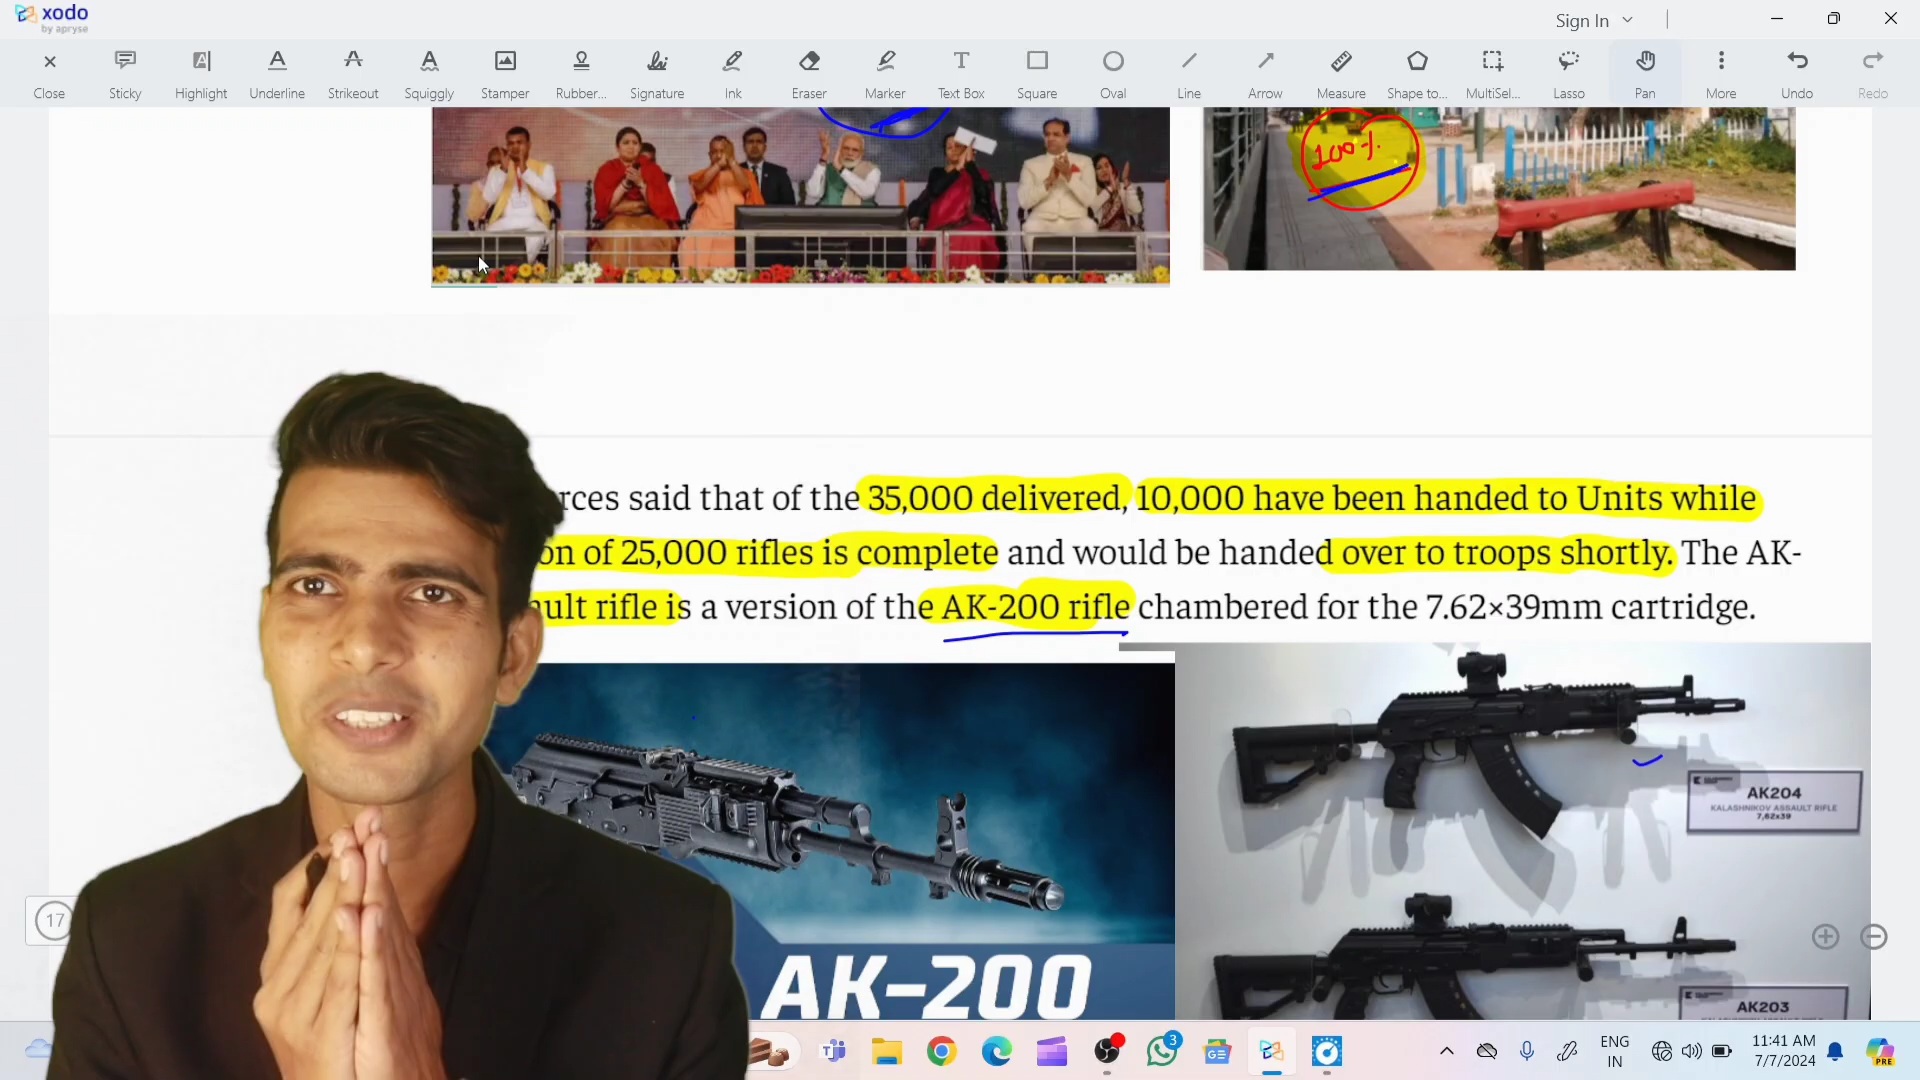 xodo
by apryse
Sign In
Close
Sticky
Highlight
Underline
Strikeout
Squiggly
Stamper
Rubber...
Signature
Ink
Eraser
Marker
Text Box
Square
Oval
Line
Arrow
Measure
Shape to...
MultiSel...
Lasso
Pan
More
Undo
Redo
100%
rces said that of the 35,000 delivered, 10,000 have been handed to Units while
on of 25,000 rifles is complete and would be handed over to troops shortly. The AK-
ult rifle is a version of the AK-200 rifle chambered for the 7.62×39mm cartridge.
AK204
KALASHNIKOV ASSAULT RIFLE
7,62x39
17
AK-200
AK203
3
PRE
ENG
IN
11:41 AM
7/7/2024